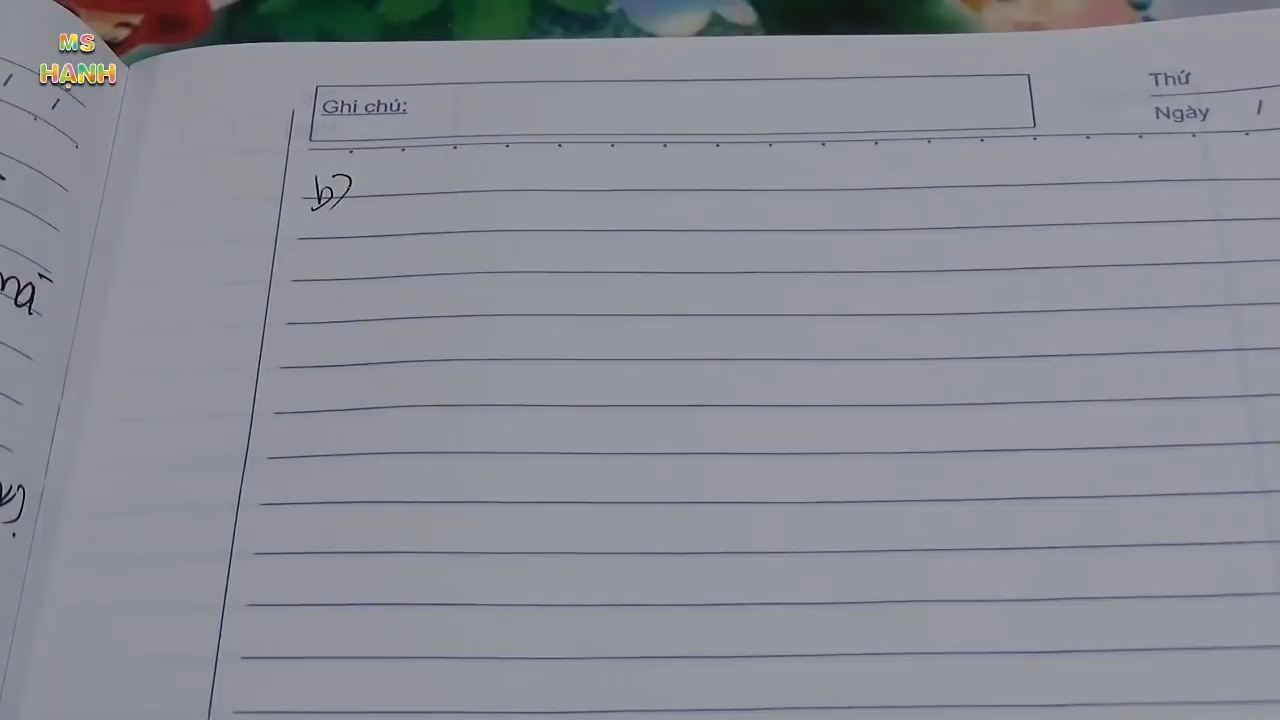 MS
HẠNH
Ghi chú:
Thứ
Ngày /
b)